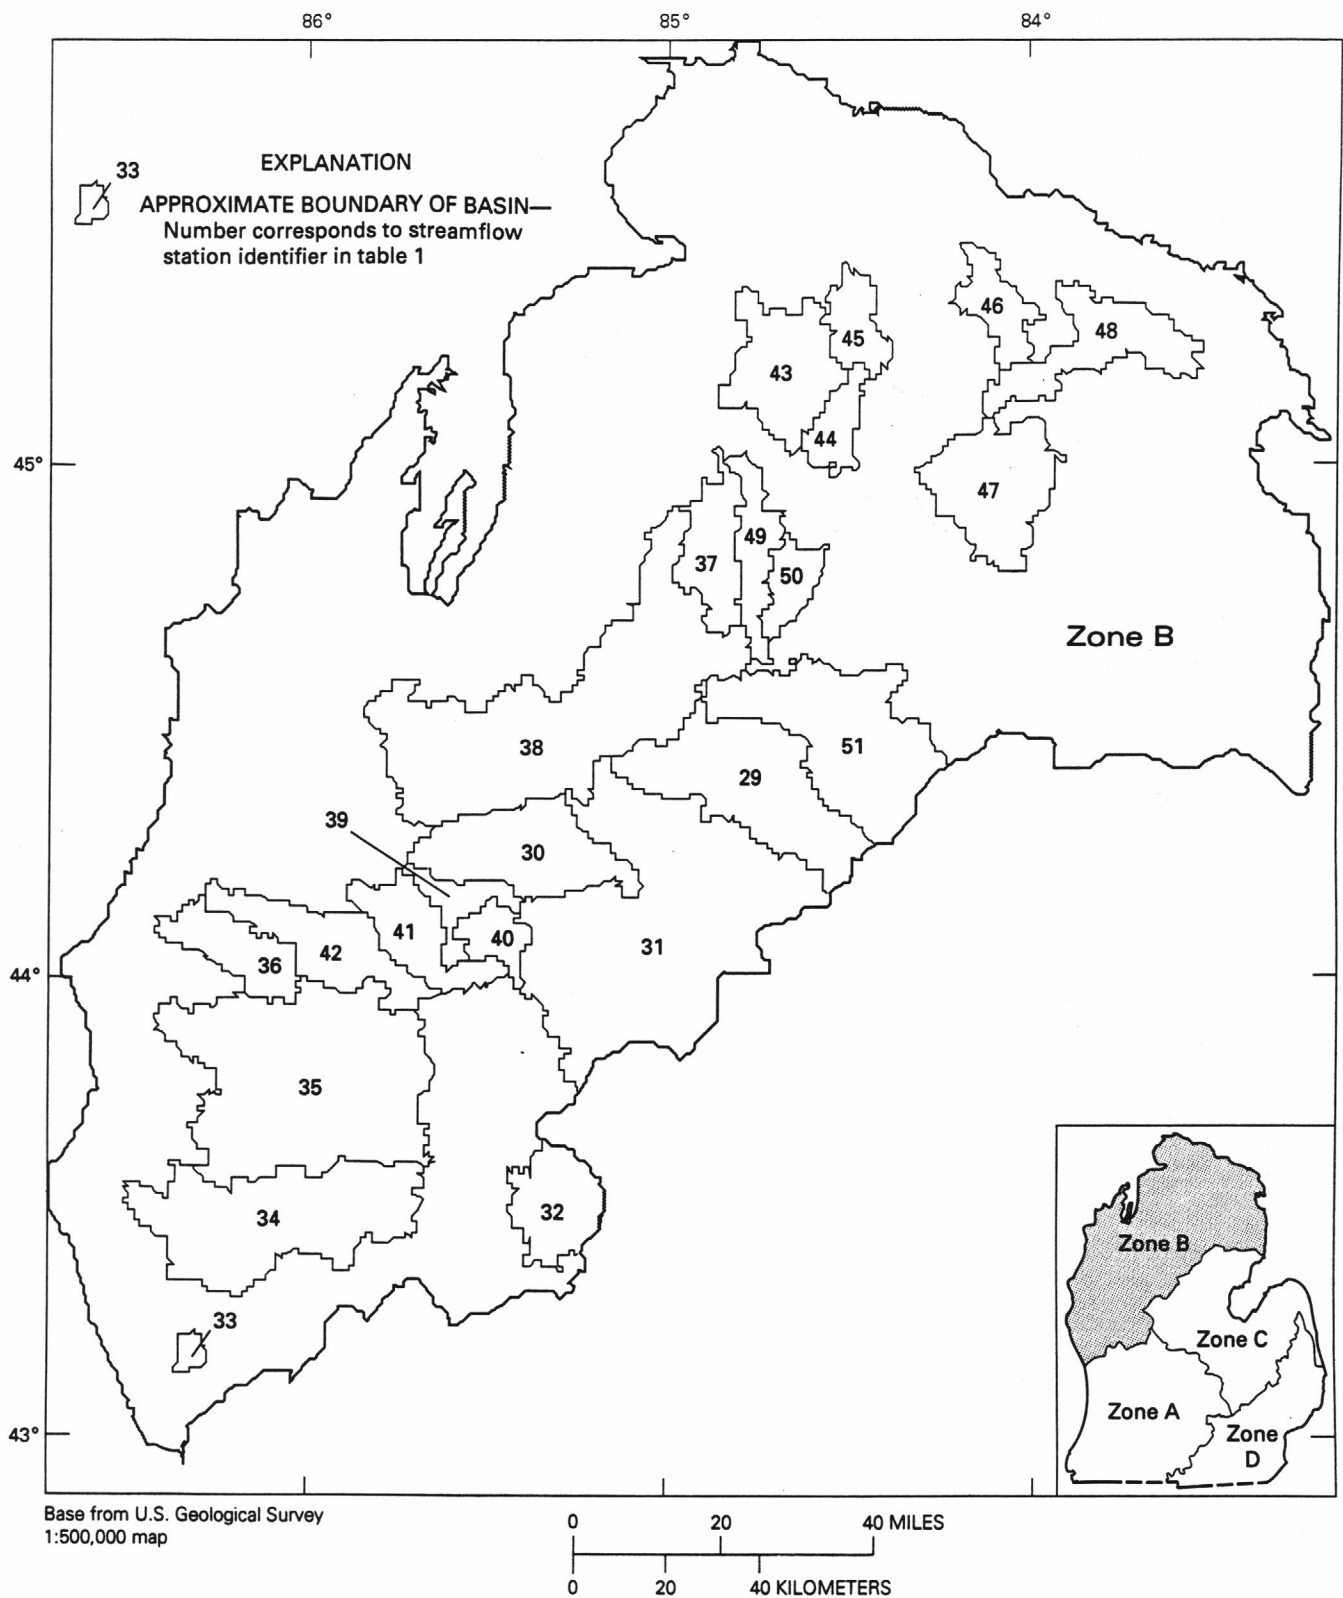 86°
85°
84°
EXPLANATION
33
APPROXIMATE BOUNDARY OF BASIN—
Number corresponds to streamflow
station identifier in table 1
46
48
45
43
44
45°
47
49
37
50
Zone B
38
51
29
39
30
41
40
42
31
36
44°
35
34
32
33
43°
Zone B
Zone C
Zone A
Zone
D
Base from U.S. Geological Survey
1:500,000 map
0 20 40 MILES
0 20 40 KILOMETERS